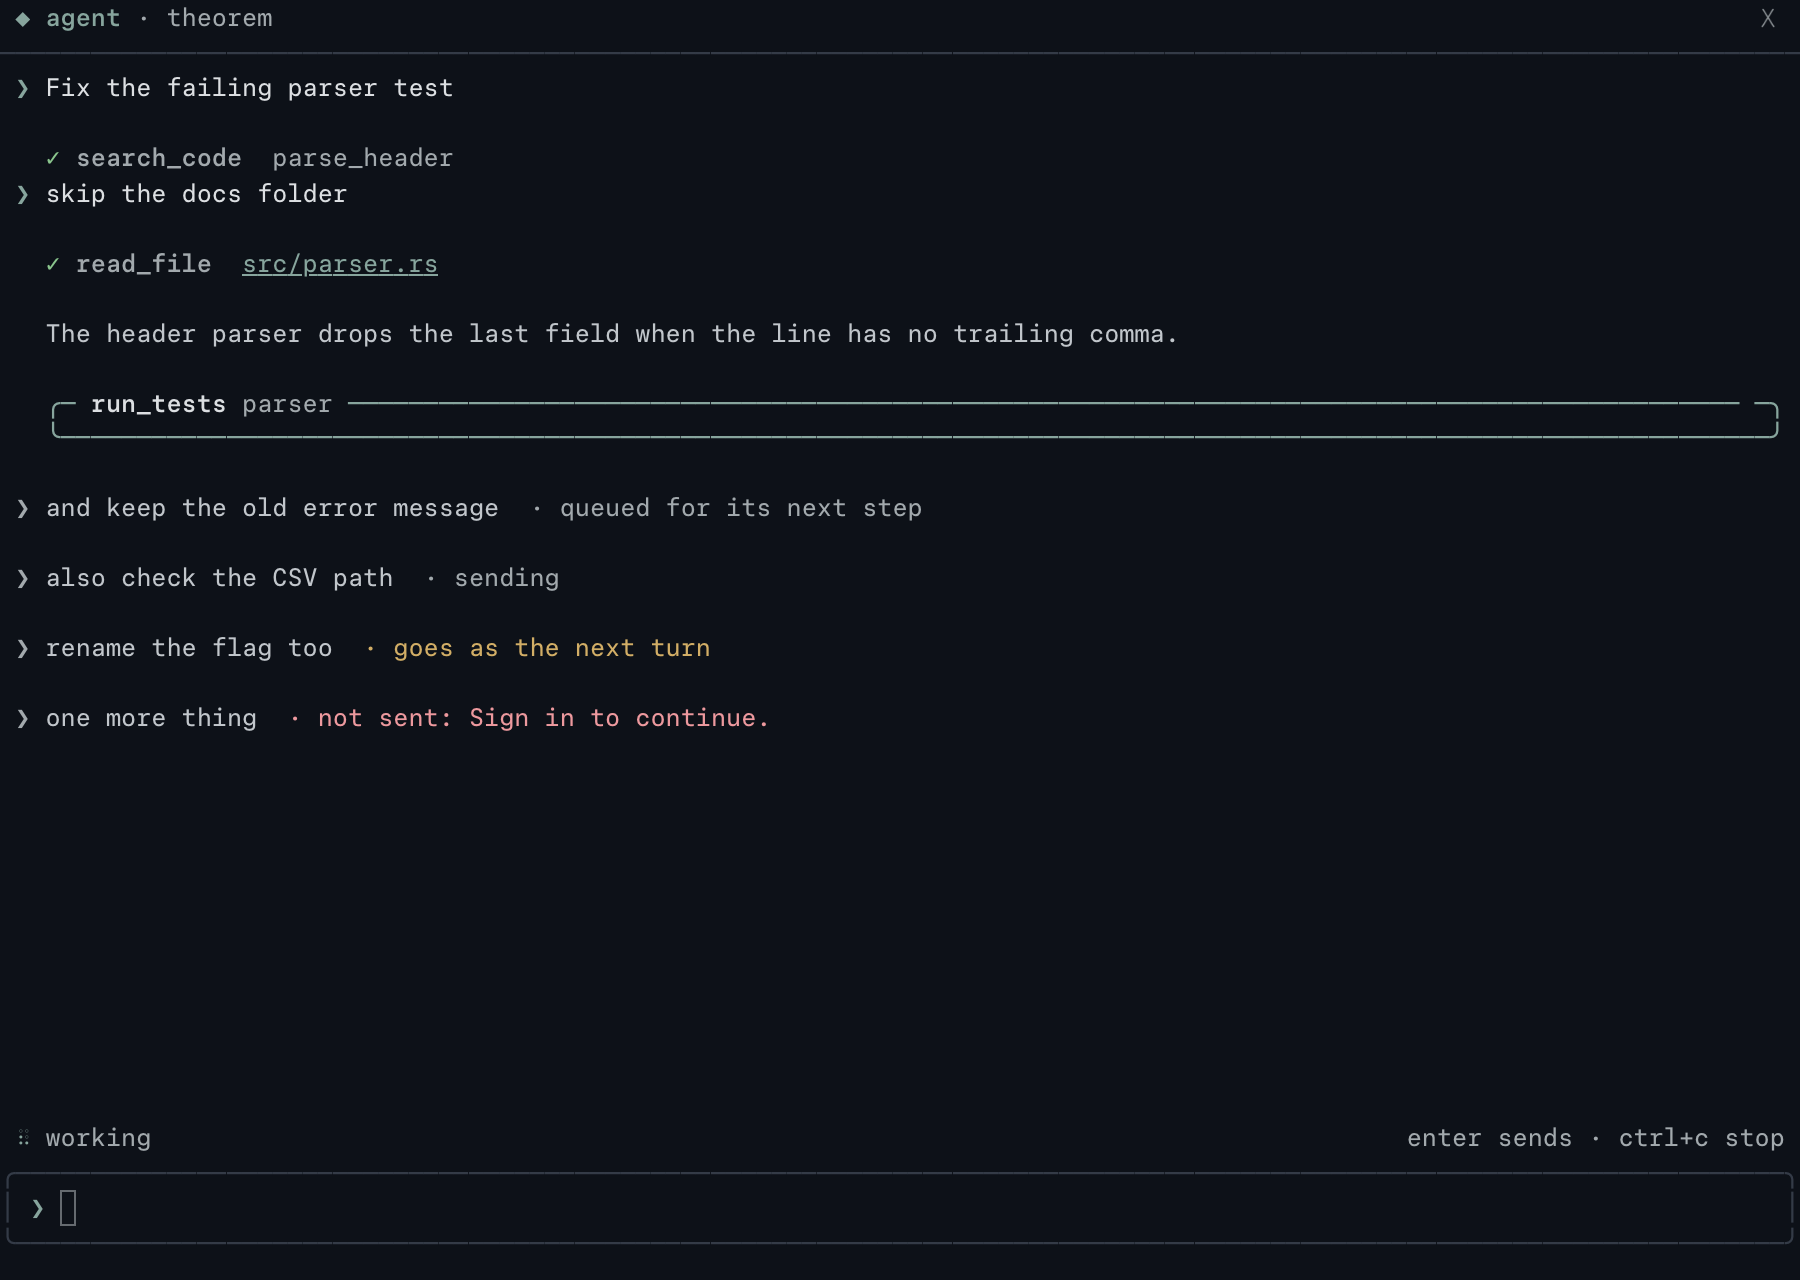 ◆ agent · theorem X
❯ Fix the failing parser test
✓ search_code parse_header
❯ skip the docs folder
✓ read_file src/parser.rs
The header parser drops the last field when the line has no trailing comma.
run_tests parser
❯ and keep the old error message · queued for its next step
❯ also check the CSV path · sending
❯ rename the flag too · goes as the next turn
❯ one more thing · not sent: Sign in to continue.
⠶ working enter sends · ctrl+c stop
❯